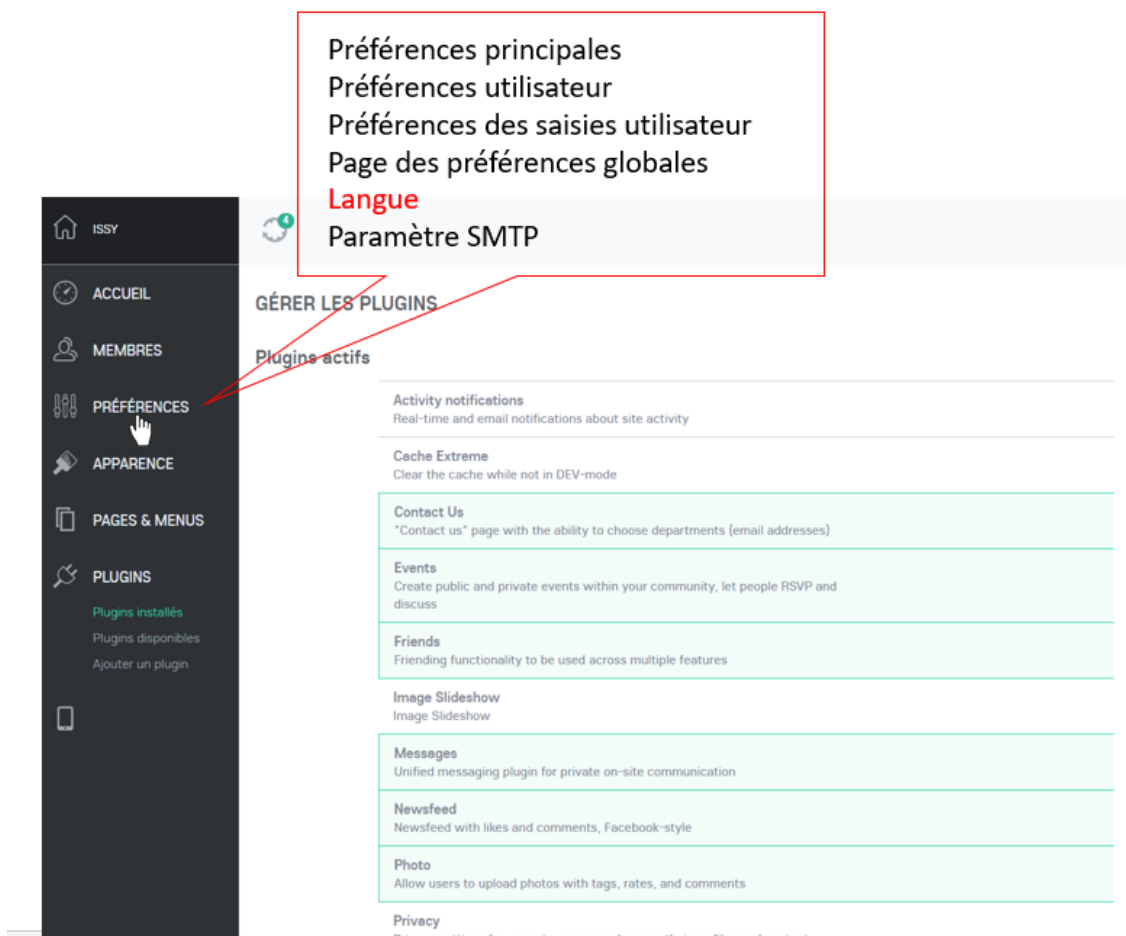 Préférences principales
Préférences utilisateur
Préférences des saisies utilisateur
Page des préférences globales
Langue
Paramètre SMTP
ISSY
4
ACCUEIL
MEMBRES
PRÉFÉRENCES
APPARENCE
PAGES & MENUS
PLUGINS
Plugins installés
Plugins disponibles
Ajouter un plugin
GÉRER LES PLUGINS
Plugins actifs
Activity notifications
Real-time and email notifications about site activity
Cache Extreme
Clear the cache while not in DEV-mode
Contact Us
"Contact us" page with the ability to choose departments (email addresses)
Events
Create public and private events within your community, let people RSVP and
discuss
Friends
Friending functionality to be used across multiple features
Image Slideshow
Image Slideshow
Messages
Unified messaging plugin for private on-site communication
Newsfeed
Newsfeed with likes and comments, Facebook-style
Photo
Allow users to upload photos with tags, rates, and comments
Privacy